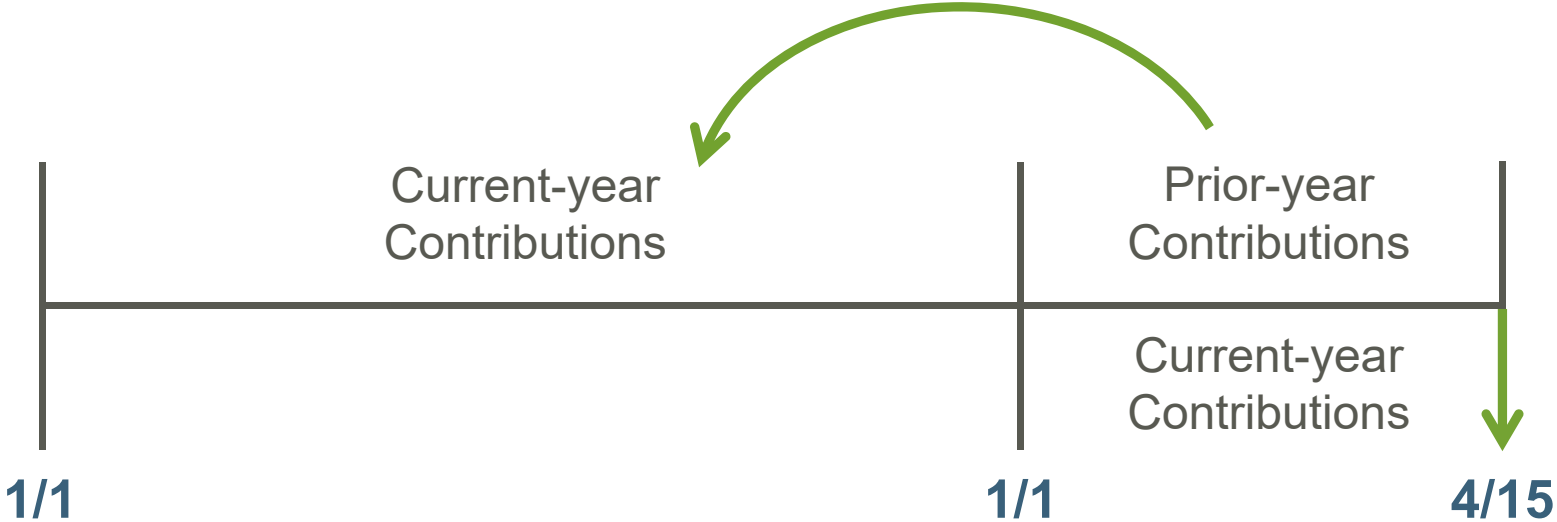 Current-year
Contributions
Prior-year
Contributions
Current-year
Contributions
1/1
1/1
4/15